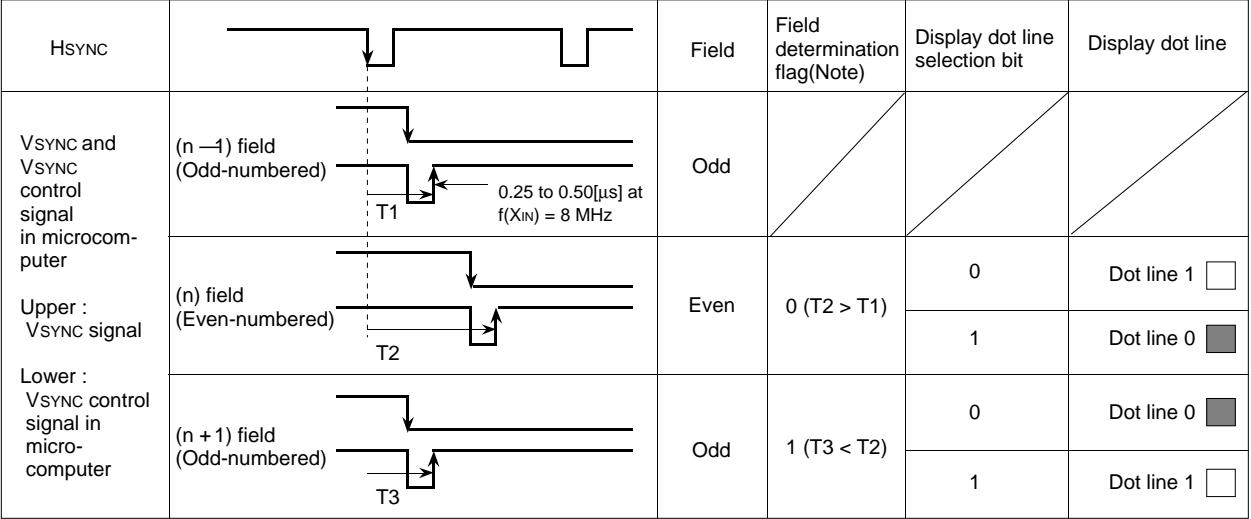 HSYNC
Field
Field
determination
flag(Note)
Display dot line
selection bit
Display dot line
VSYNC and
VSYNC
control
signal
in microcom-
puter
Upper :
VSYNC signal
Lower :
VSYNC control
signal in
micro-
computer
(n —1) field
(Odd-numbered)
T1
0.25 to 0.50[µs] at
f(XIN) = 8 MHz
Odd
(n) field
(Even-numbered)
T2
Even
0 (T2 > T1)
0
Dot line 1
1
Dot line 0
(n + 1) field
(Odd-numbered)
T3
Odd
1 (T3 < T2)
0
Dot line 0
1
Dot line 1